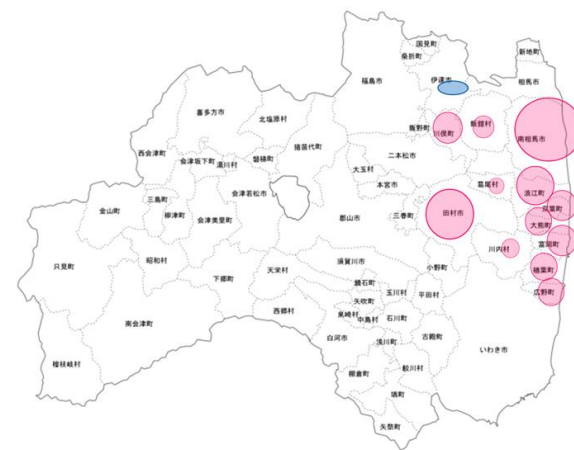 国見町
桑折町
新地町
福島市
伊達市
相馬市
喜多方市
北塩原村
飯舘村
川俣町
飯野町
南相馬市
猪苗代町
西会津町
会津坂下町
湯川村
磐梯町
二本松市
大玉村
本宮市
葛尾村
浪江町
三島町
会津若松市
金山町
柳津町
会津美里町
郡山市
三春町
田村市
双葉町
大熊町
富岡町
川内村
昭和村
只見町
下郷町
天栄村
須賀川市
小野町
楢葉町
広野町
鏡石町
玉川村
平田村
矢吹町
西郷村
泉崎村
中島村
石川町
南会津町
白河市
浅川町
古殿町
いわき市
檜枝岐村
棚倉町
鮫川村
塙町
矢祭町